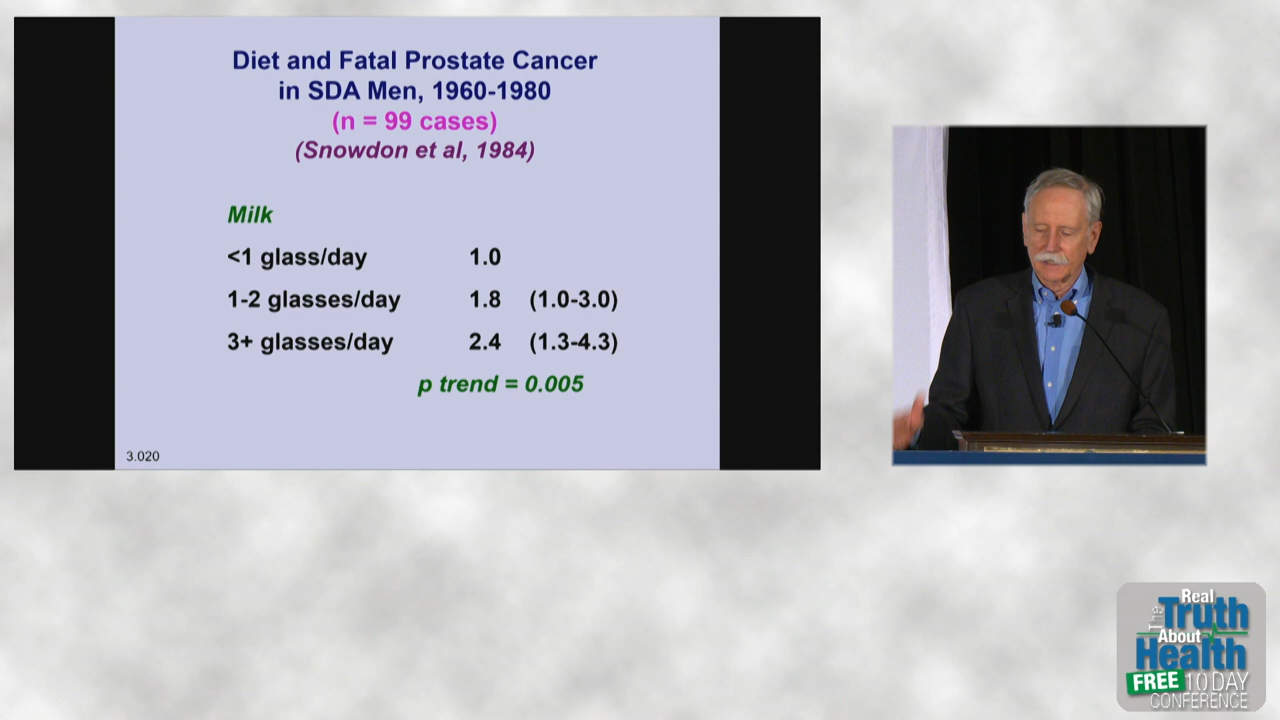 Diet and Fatal Prostate Cancer
in SDA Men, 1960-1980
(n = 99 cases)
(Snowdon et al, 1984)
Milk
<1 glass/day 1.0
1-2 glasses/day 1.8 (1.0-3.0)
3+ glasses/day 2.4 (1.3-4.3)
p trend = 0.005
3.020
The Real
Truth
About
Health
FREE 10 DAY
CONFERENCE